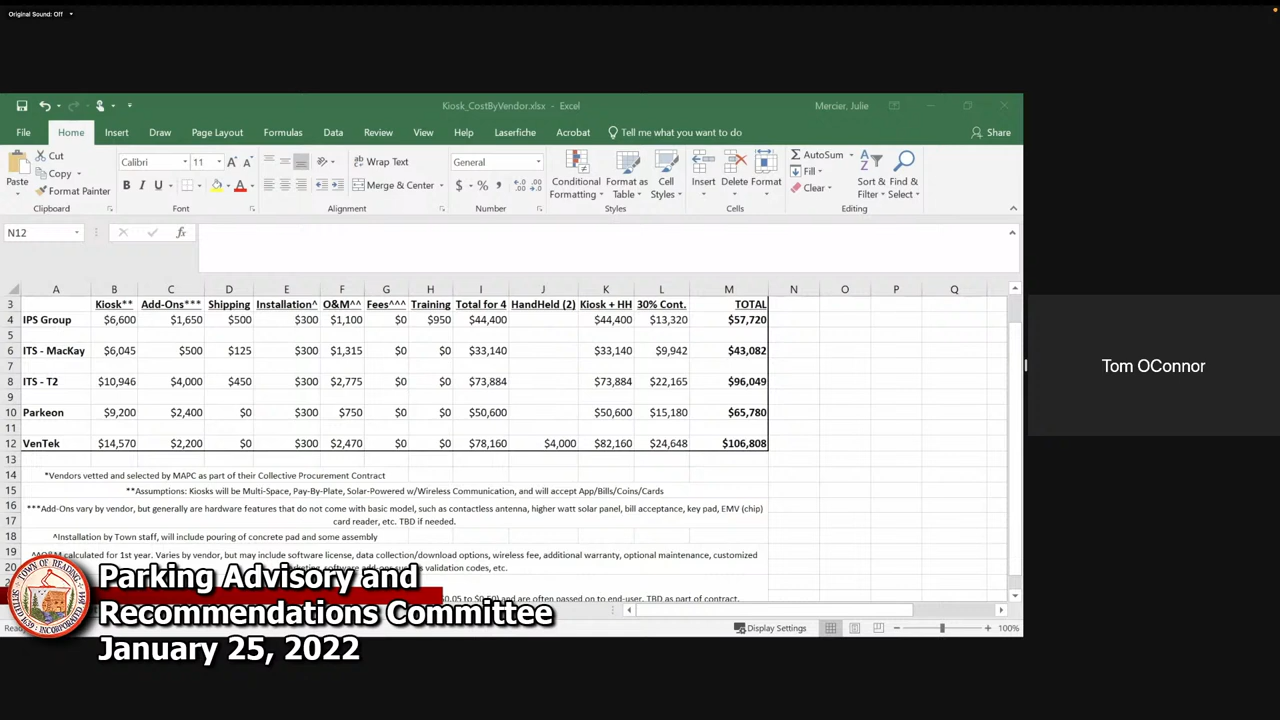 Original Sound: Off
Kiosk_CostByVendor.xlsx - Excel
Mercier, Julie
File Home Insert Draw Page Layout Formulas Data Review View Help Laserfiche Acrobat Tell me what you want to do Share
Paste
Cut
Copy
Format Painter
Calibri 11
B I U
Wrap Text
Merge & Center
General
$ % ,
Conditional Formatting
Format as Table
Cell Styles
Insert Delete Format
AutoSum
Fill
Clear
Sort & Filter
Find & Select
Clipboard Font Alignment Number Styles Cells Editing
N12 fx
A B C D E F G H I J K L M N O P Q
3 Kiosk** Add-Ons*** Shipping Installation^ O&M^^ Fees^^^ Training Total for 4 HandHeld (2) Kiosk + HH 30% Cont. TOTAL
4 IPS Group $6,600 $1,650 $500 $300 $1,100 $0 $950 $44,400 $44,400 $13,320 $57,720
5
6 ITS - MacKay $6,045 $500 $125 $300 $1,315 $0 $0 $33,140 $33,140 $9,942 $43,082
7
8 ITS - T2 $10,946 $4,000 $450 $300 $2,775 $0 $0 $73,884 $73,884 $22,165 $96,049
9
10 Parkeon $9,200 $2,400 $0 $300 $750 $0 $0 $50,600 $50,600 $15,180 $65,780
11
12 VenTek $14,570 $2,200 $0 $300 $2,470 $0 $0 $78,160 $4,000 $82,160 $24,648 $106,808
13
14 *Vendors vetted and selected by MAPC as part of their Collective Procurement Contract
15 **Assumptions: Kiosks will be Multi-Space, Pay-By-Plate, Solar-Powered w/Wireless Communication, and will accept App/Bills/Coins/Cards
16 ***Add-Ons vary by vendor, but generally are hardware features that do not come with basic model, such as contactless antenna, higher watt solar panel, bill acceptance, key pad, EMV (chip)
17 card reader, etc. TBD if needed.
18 ^Installation by Town staff, will include pouring of concrete pad and some assembly
19 ^^O&M calculated for 1st year. Varies by vendor, but may include software license, data collection/download options, wireless fee, additional warranty, optional maintenance, customized
20 validation codes, etc.
$0.05 to $0.50) and are often passed on to end-user. TBD as part of contract.
Display Settings 100%
Parking Advisory and
Recommendations Committee
January 25, 2022
Tom OConnor